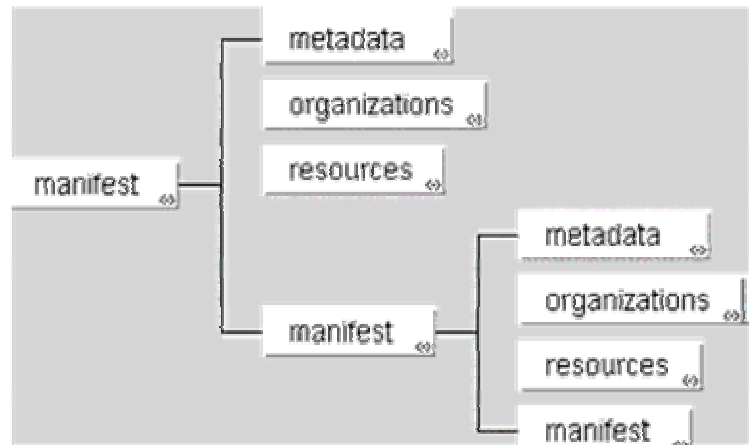 metadata
organizations
resources
manifest
manifest
metadata
organizations
resources
manifest